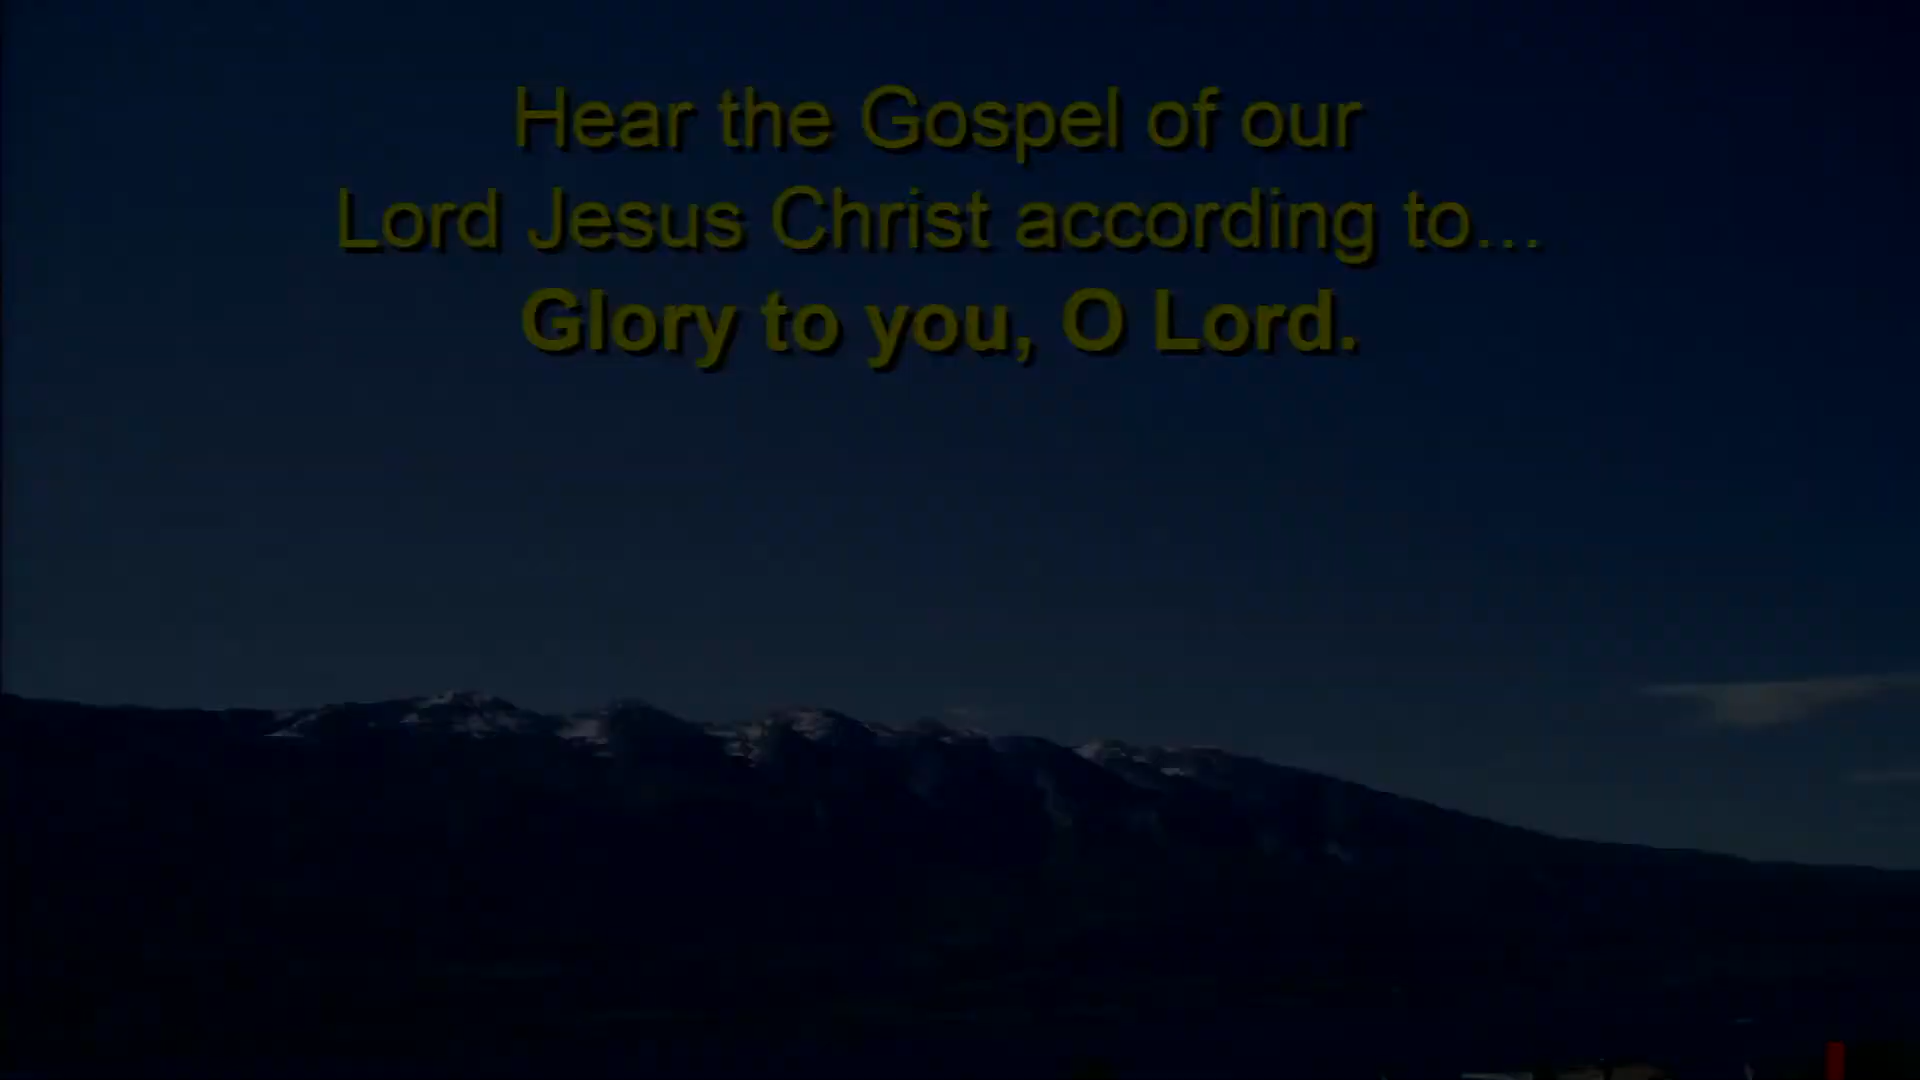 Hear the Gospel of our
Lord Jesus Christ according to...
Glory to you, O Lord.